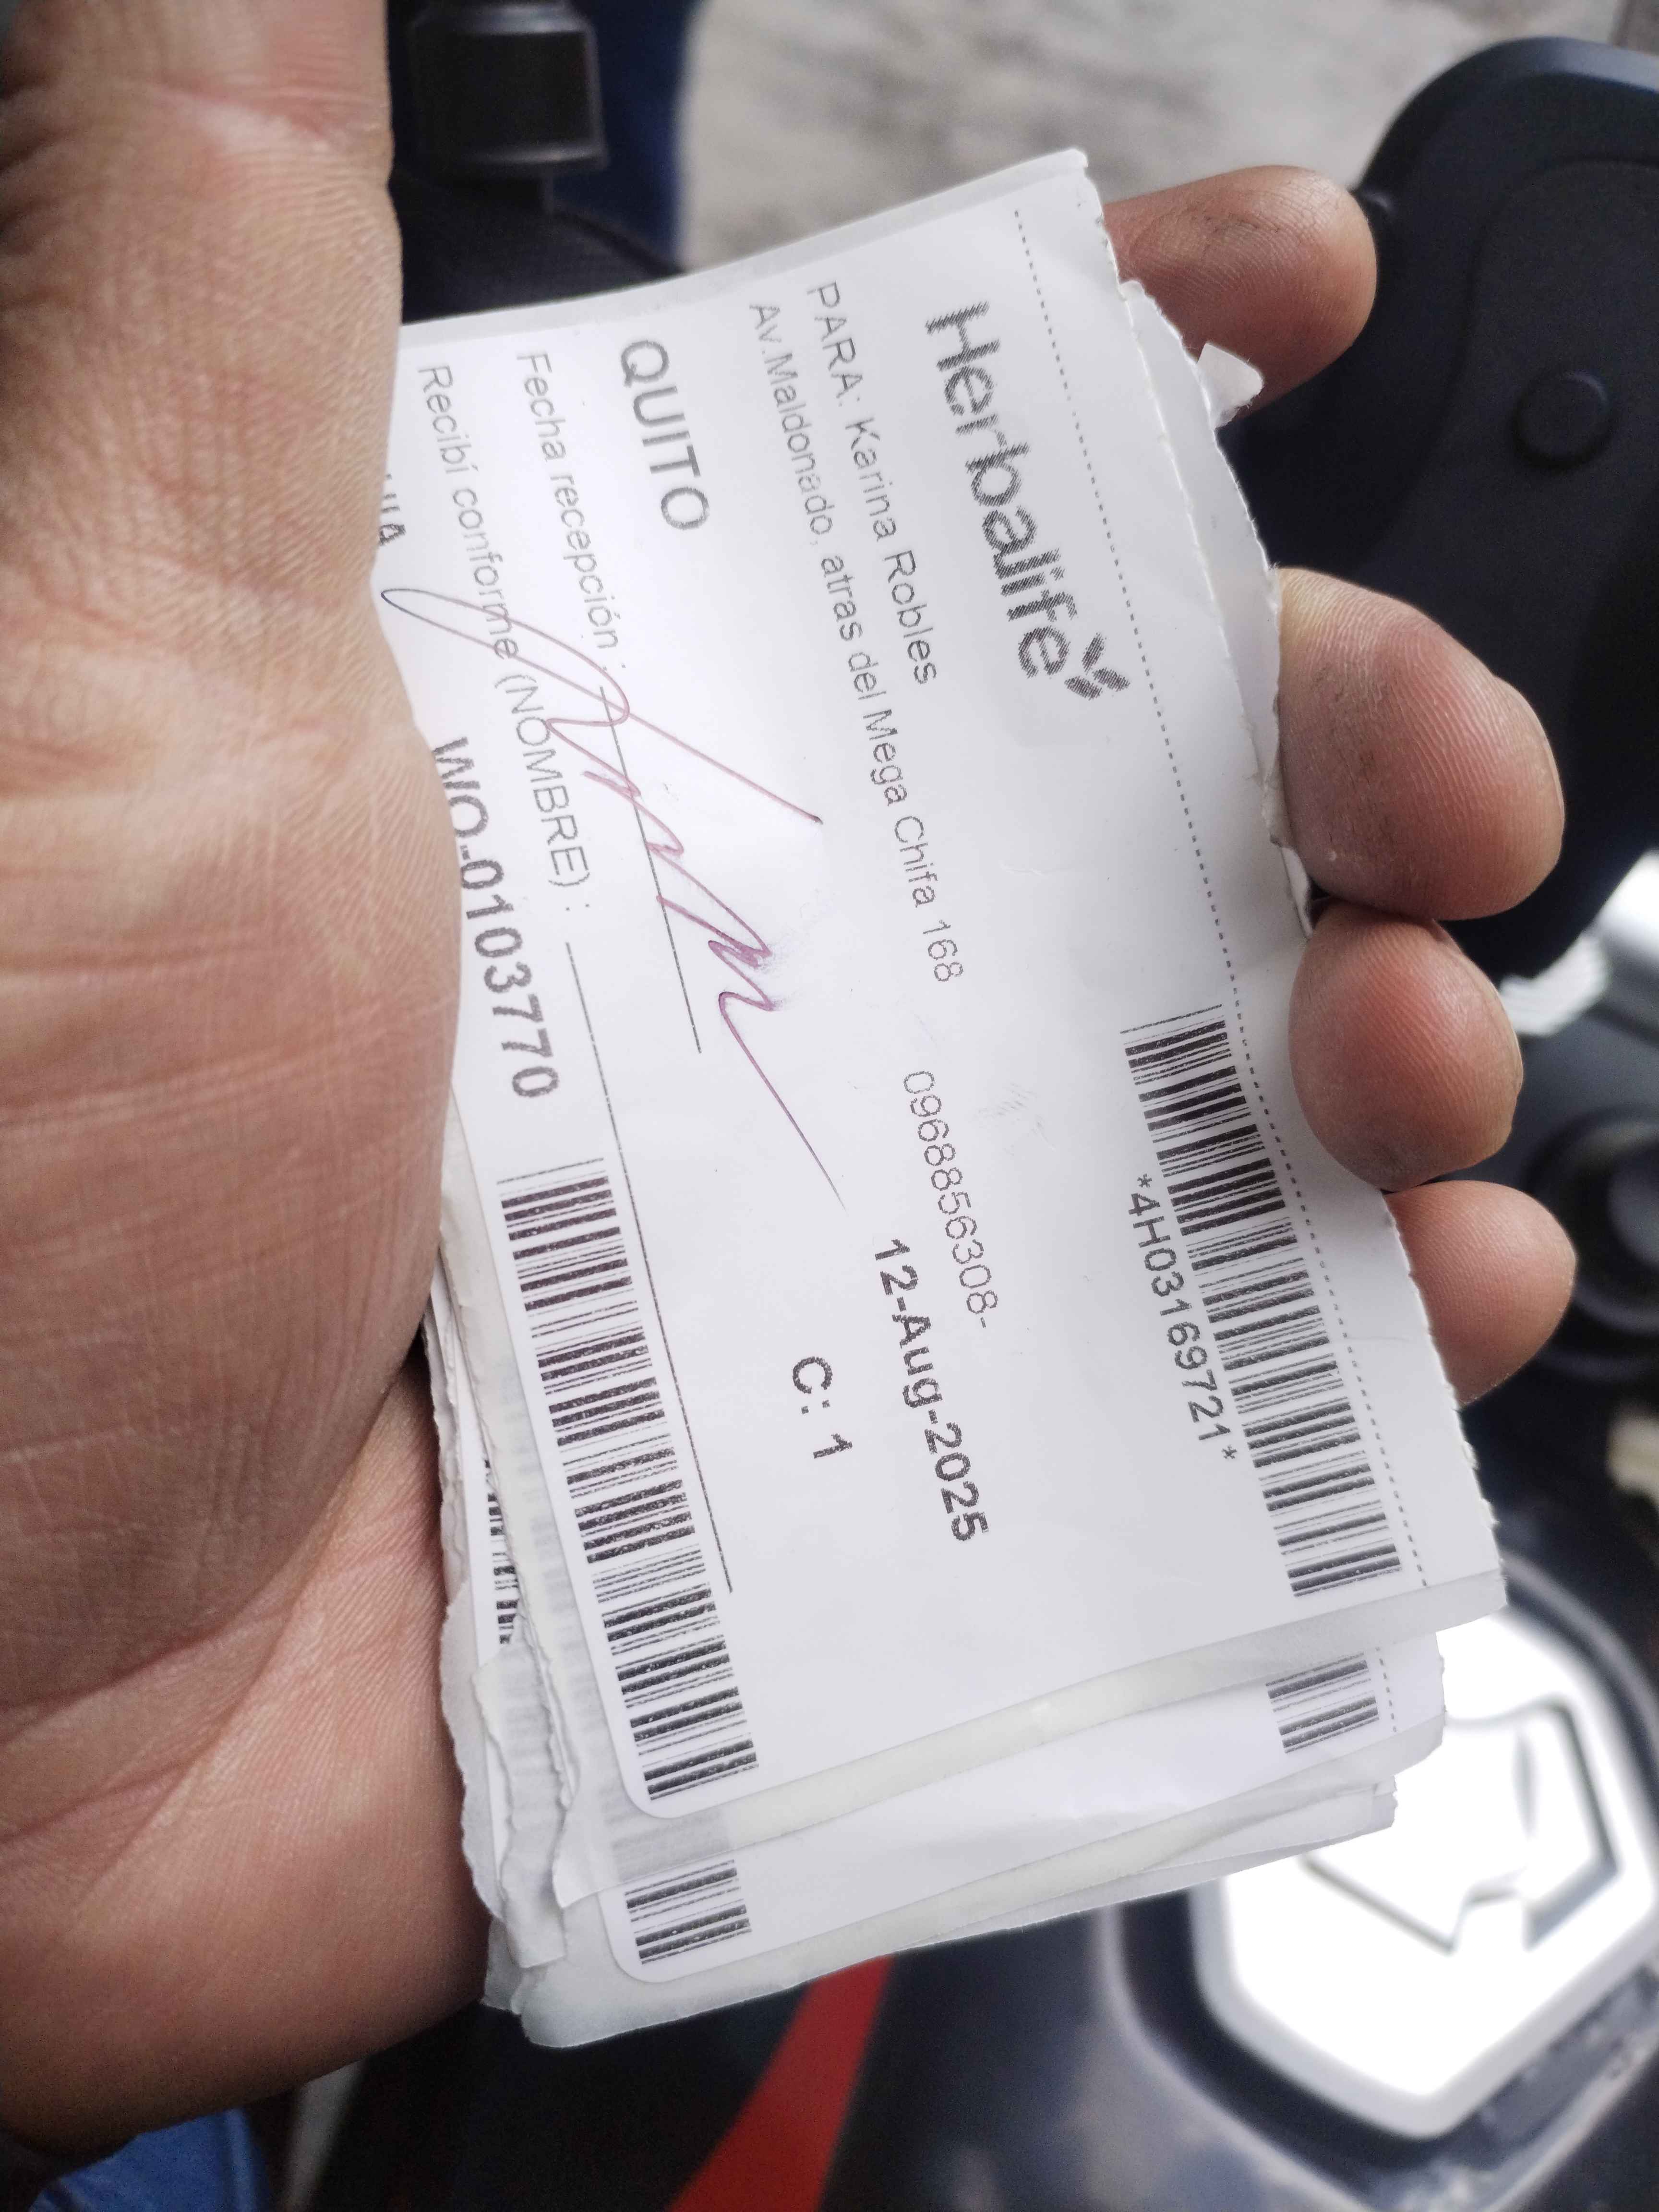 Herbalife
*4H03169721*
PARA: Karina Robles
Av.Maldonado, atras del Mega Chifa 168 0968856308-
12-Aug-2025
QUITO
C: 1
Fecha recepción :
Recibí conforme (NOMBRE) :
WO-0103770